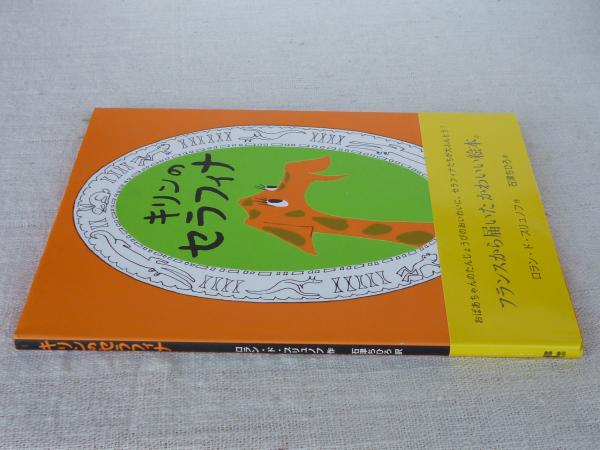 キリンの
セラフィナ
おばあちゃんのたんじょうびのおいわいに、セラフィナたちが大ふんとう!
フランスから届いたかわいい絵本。
ロラン・ド・ブリュノフ作
石津ちひろ訳
キリンのセラフィナ
ロラン・ド・ブリュノフ 作
石津ちひろ 訳